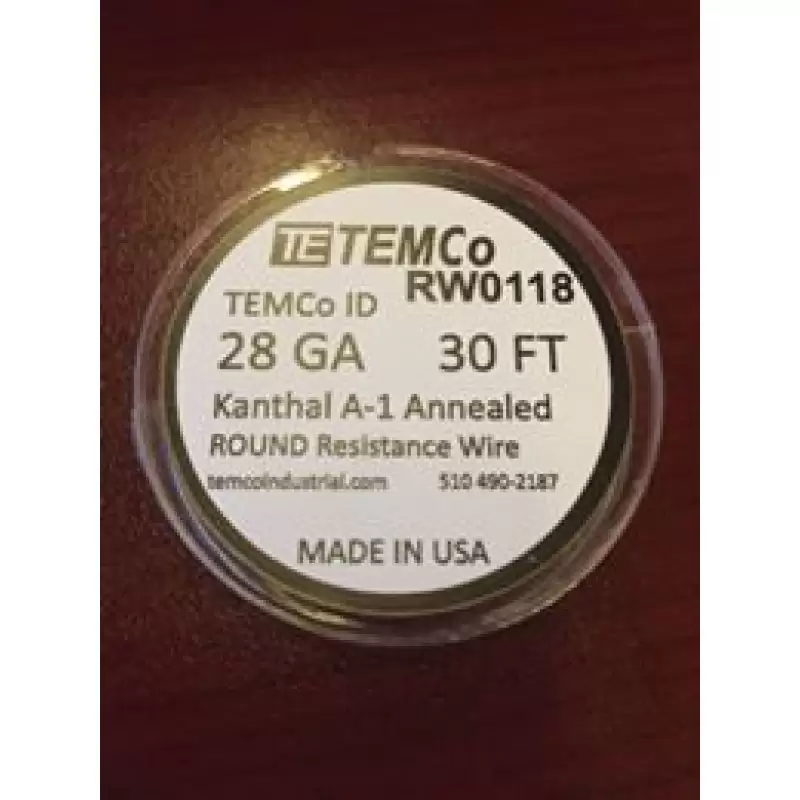 TE TEMCo
TEMCo ID RW0118
28 GA 30 FT
Kanthal A-1 Annealed
ROUND Resistance Wire
temcoindustrial.com 510 490-2187
MADE IN USA